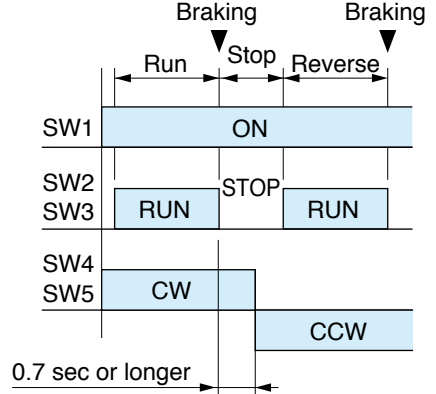 Braking Braking
Run Stop Reverse
SW1 ON
SW2 STOP
SW3 RUN RUN
SW4
SW5 CW
CCW
0.7 sec or longer